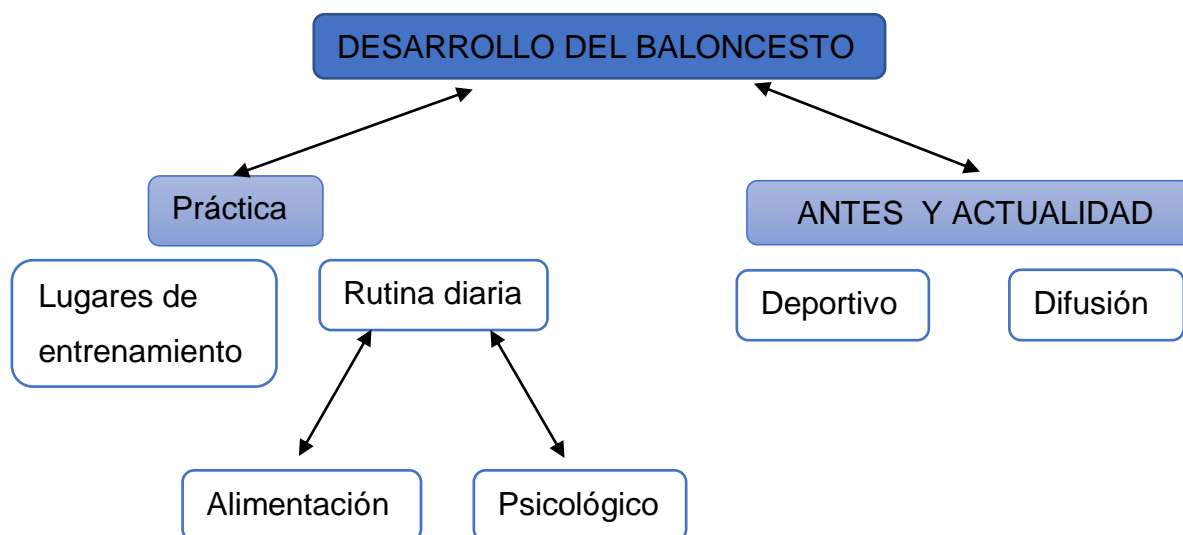 DESARROLLO DEL BALONCESTO
Práctica
ANTES Y ACTUALIDAD
Lugares de
entrenamiento
Rutina diaria
Deportivo
Difusión
Alimentación
Psicológico